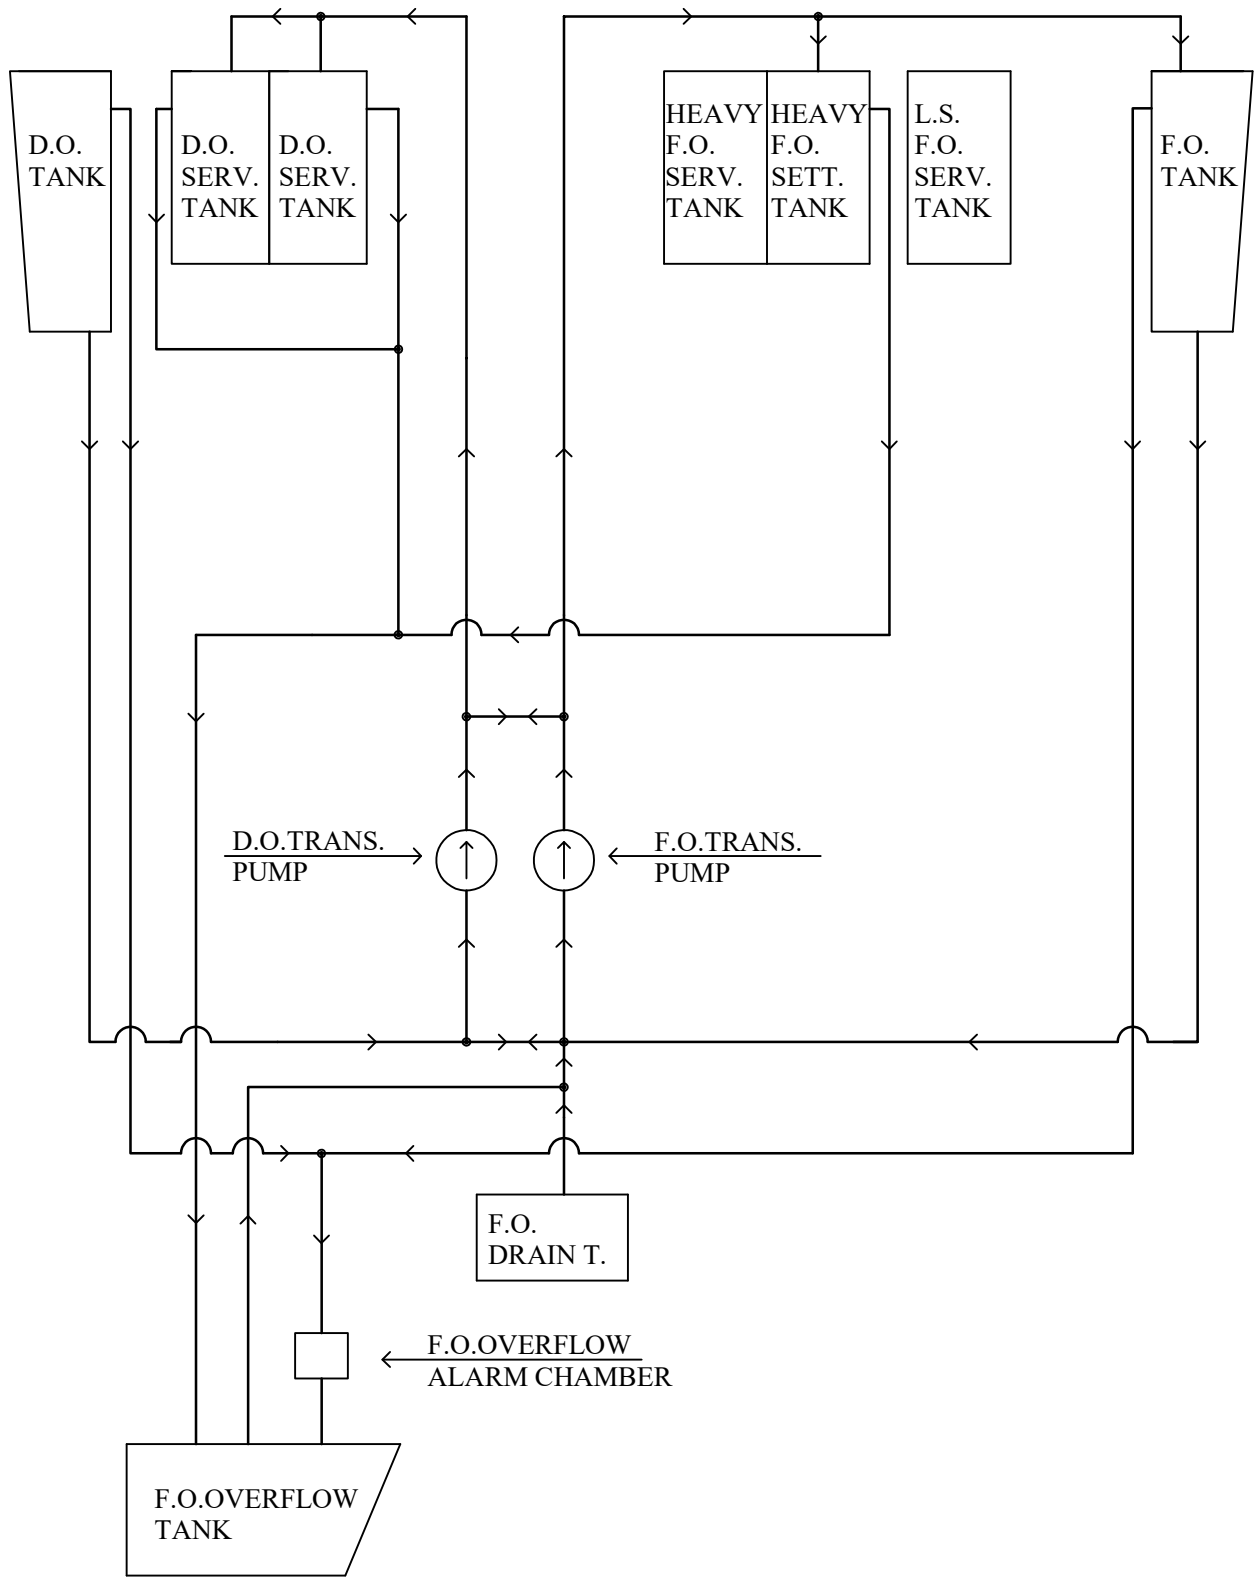 D.O.
TANK
D.O.
SERV.
TANK
D.O.
SERV.
TANK
HEAVY
F.O.
SERV.
TANK
HEAVY
F.O.
SETT.
TANK
L.S.
F.O.
SERV.
TANK
F.O.
TANK
D.O.TRANS.
PUMP
F.O.TRANS.
PUMP
F.O.
DRAIN T.
F.O.OVERFLOW
ALARM CHAMBER
F.O.OVERFLOW
TANK